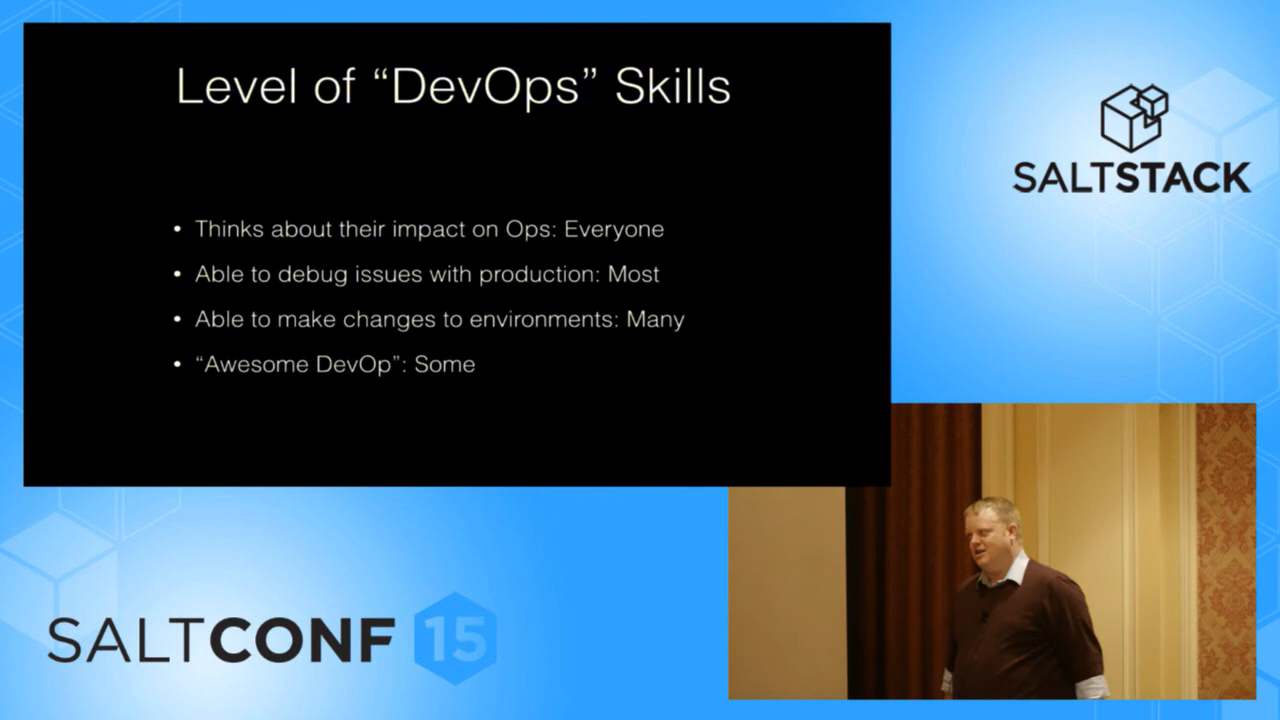 Level of “DevOps” Skills
• Thinks about their impact on Ops: Everyone
• Able to debug issues with production: Most
• Able to make changes to environments: Many
• “Awesome DevOp”: Some
SALTSTACK
SALTCONF 15